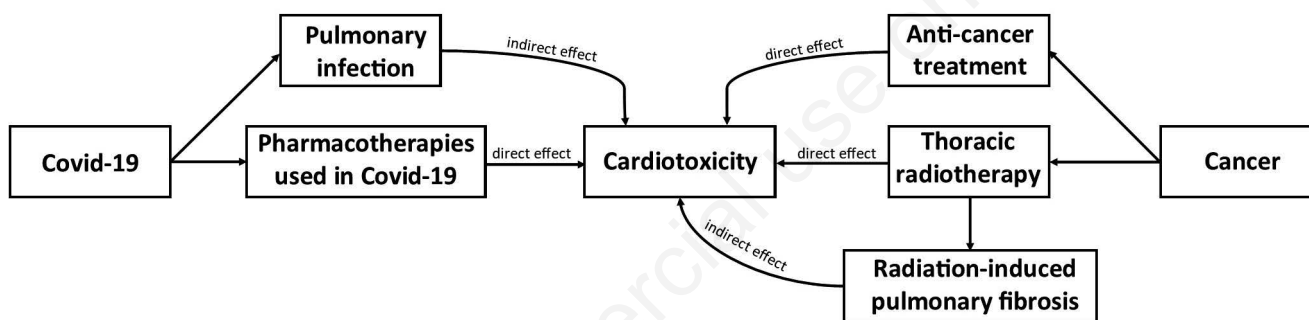 Pulmonary
infection
indirect effect
direct effect
Anti-cancer
treatment
Covid-19
Pharmacotherapies
used in Covid-19
direct effect
Cardiotoxicity
direct effect
Thoracic
radiotherapy
Cancer
indirect effect
Radiation-induced
pulmonary fibrosis